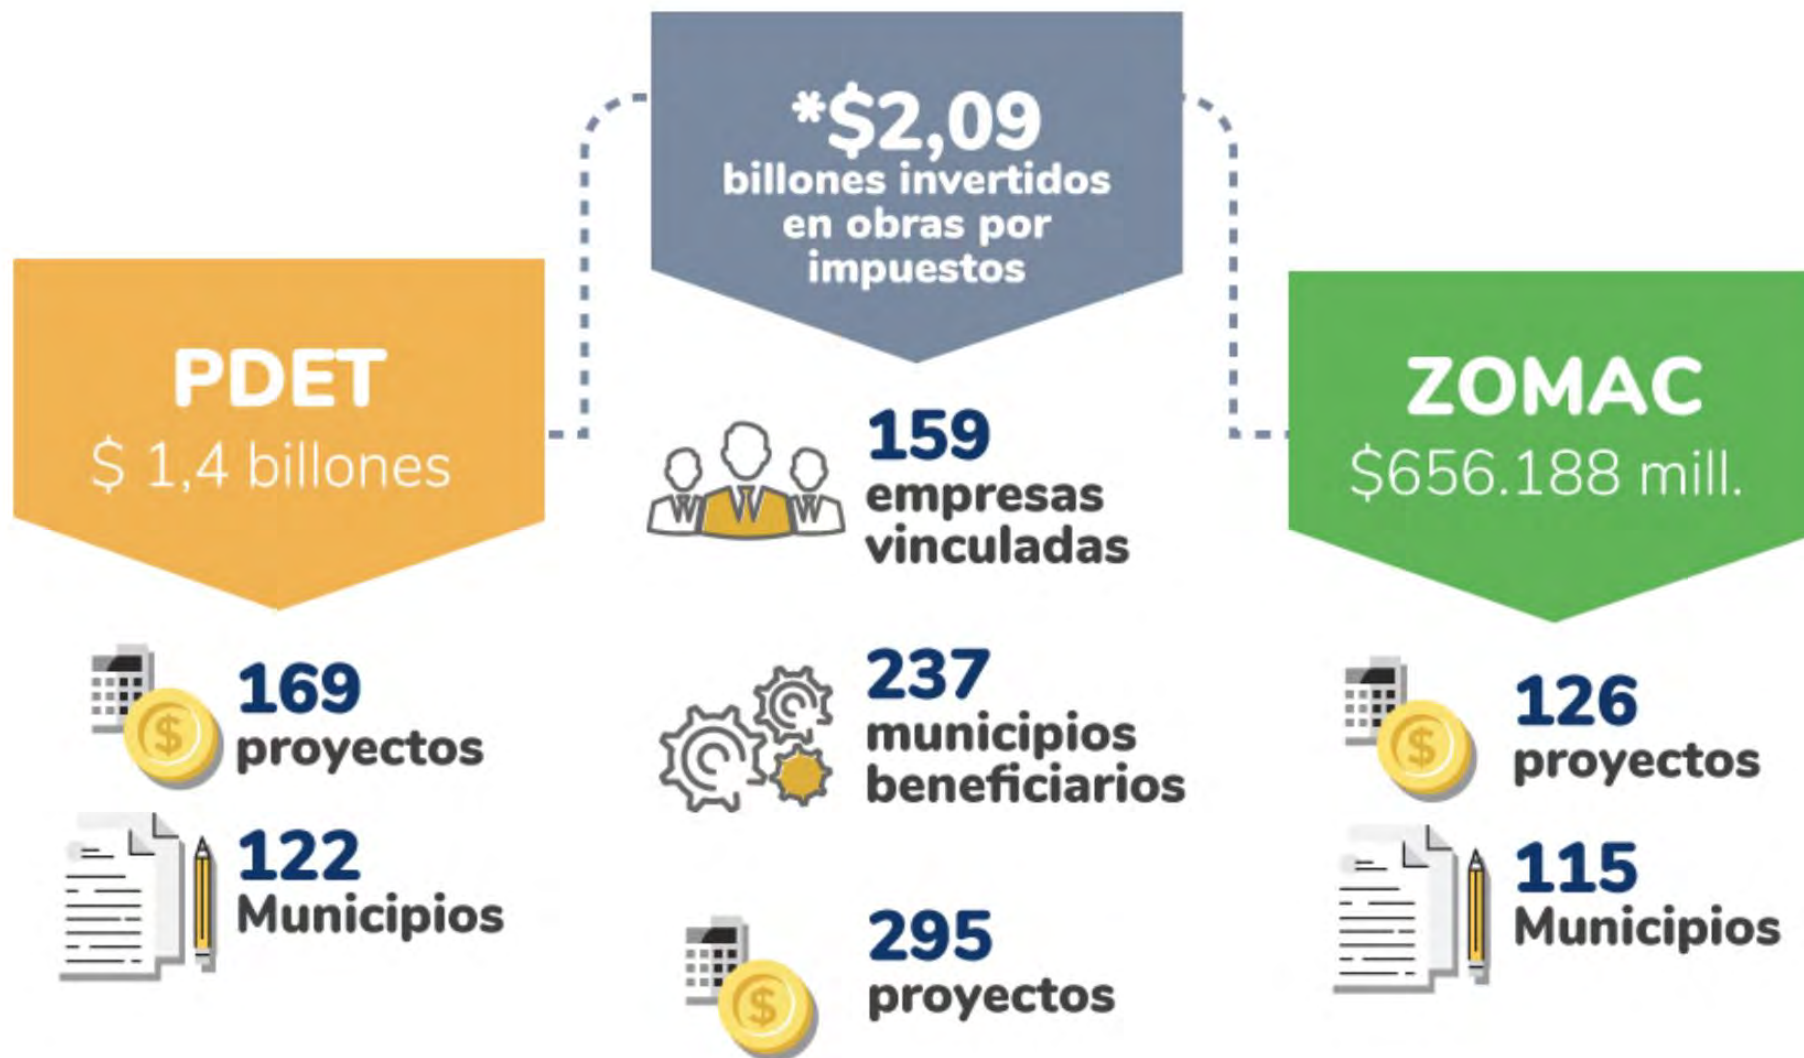 *$2,09
billones invertidos
en obras por
impuestos
PDET
$ 1,4 billones
169
proyectos
122
Municipios
159
empresas
vinculadas
237
municipios
beneficiarios
295
proyectos
ZOMAC
$656.188 mill.
126
proyectos
115
Municipios